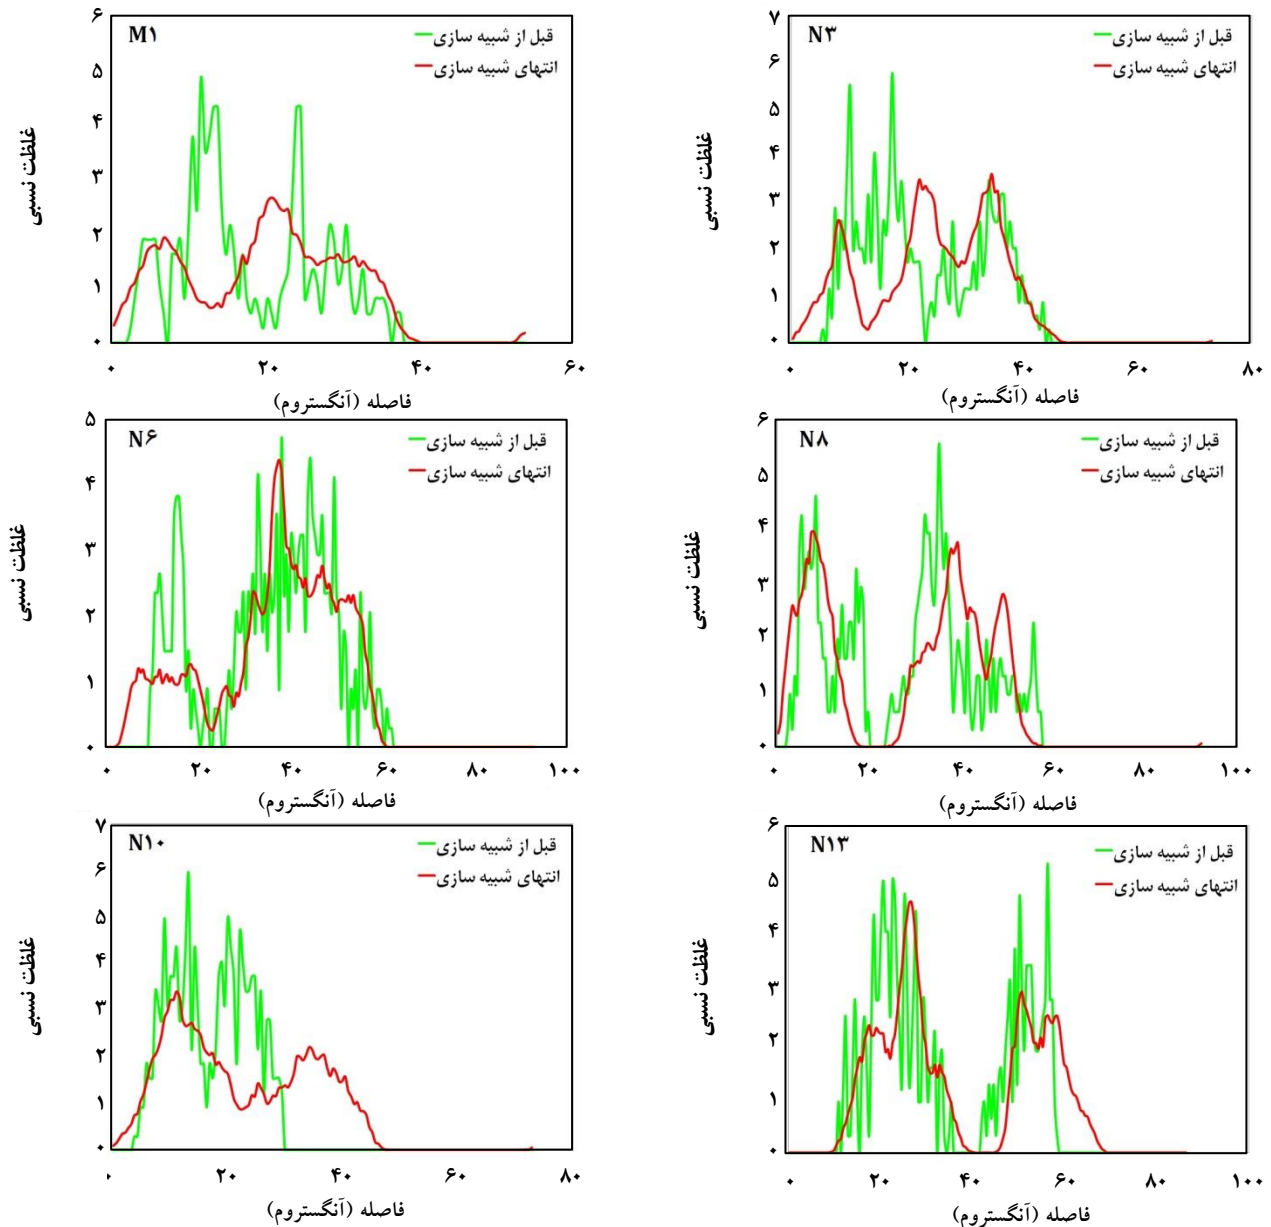 M۱
قبل از شبیه سازی
انتهای شبیه سازی
غلظت نسبی
۶
۵
۴
۳
۲
۱
۰
۰ ۲۰ ۴۰ ۶۰
فاصله (آنگستروم)
N۳
قبل از شبیه سازی
انتهای شبیه سازی
غلظت نسبی
۷
۶
۵
۴
۳
۲
۱
۰
۰ ۲۰ ۴۰ ۶۰ ۸۰
فاصله (آنگستروم)
N۶
قبل از شبیه سازی
انتهای شبیه سازی
غلظت نسبی
۵
۴
۳
۲
۱
۰
۰ ۲۰ ۴۰ ۶۰ ۸۰ ۱۰۰
فاصله (آنگستروم)
N۸
قبل از شبیه سازی
انتهای شبیه سازی
غلظت نسبی
۶
۵
۴
۳
۲
۱
۰
۰ ۲۰ ۴۰ ۶۰ ۸۰ ۱۰۰
فاصله (آنگستروم)
N۱۰
قبل از شبیه سازی
انتهای شبیه سازی
غلظت نسبی
۷
۶
۵
۴
۳
۲
۱
۰
۰ ۲۰ ۴۰ ۶۰ ۸۰
فاصله (آنگستروم)
N۱۳
قبل از شبیه سازی
انتهای شبیه سازی
غلظت نسبی
۶
۵
۴
۳
۲
۱
۰
۰ ۲۰ ۴۰ ۶۰ ۸۰ ۱۰۰
فاصله (آنگستروم)